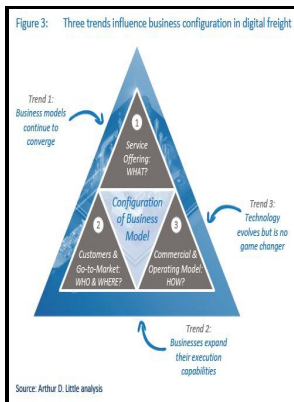 Figure 3: Three trends influence business configuration in digital freight
Trend 1:
Business models
continue to
converge
1
Service
Offering:
WHAT?
Configuration
of Business
Model
2
Customers &
Go-to-Market:
WHO & WHERE?
3
Commercial &
Operating Model:
HOW?
Trend 3:
Technology
evolves but is no
game changer
Trend 2:
Businesses expand
their execution
capabilities
Source: Arthur D. Little analysis